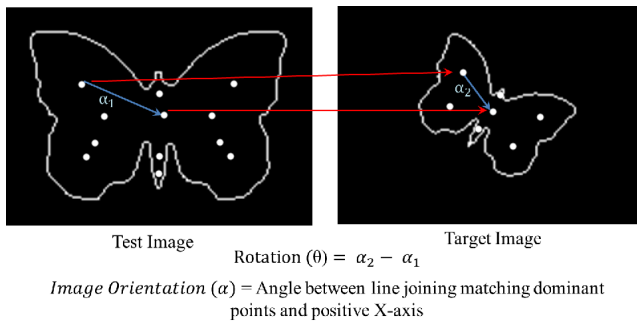 α₁
α₂
Test Image
Target Image
Rotation (θ) = α₂ − α₁
Image Orientation (α) = Angle between line joining matching dominant
points and positive X-axis